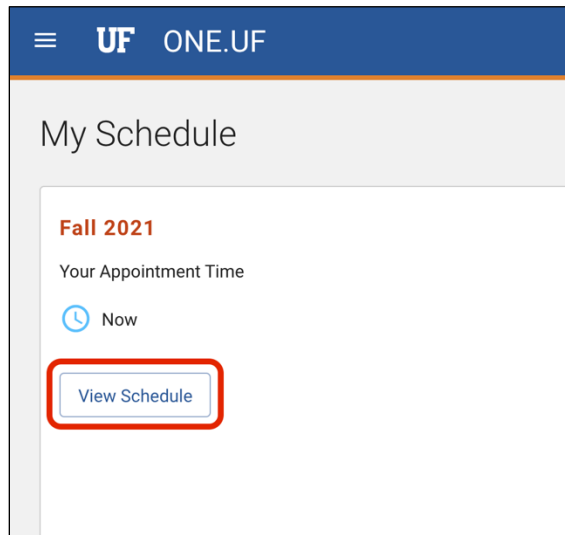 UF ONE.UF
My Schedule
Fall 2021
Your Appointment Time
Now
View Schedule